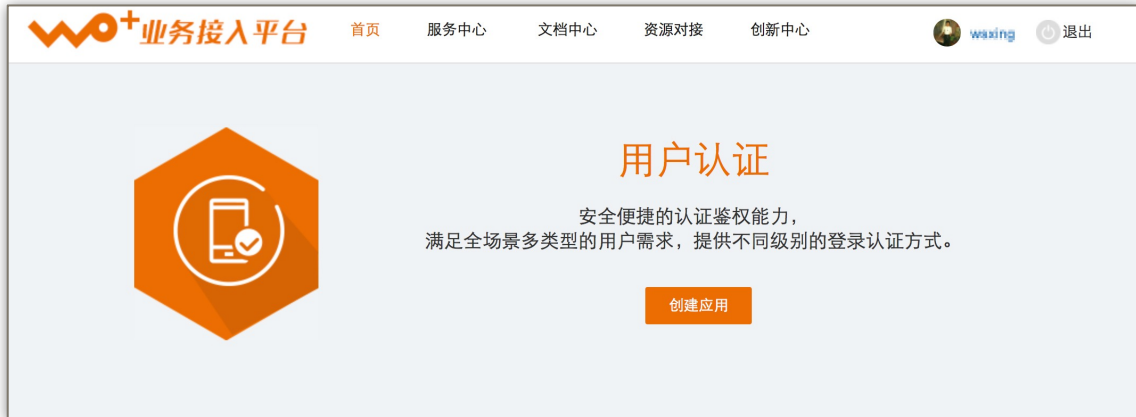 wo+业务接入平台
首页 服务中心 文档中心 资源对接 创新中心 waxing 退出
用户认证
安全便捷的认证鉴权能力，
满足全场景多类型的用户需求，提供不同级别的登录认证方式。
创建应用